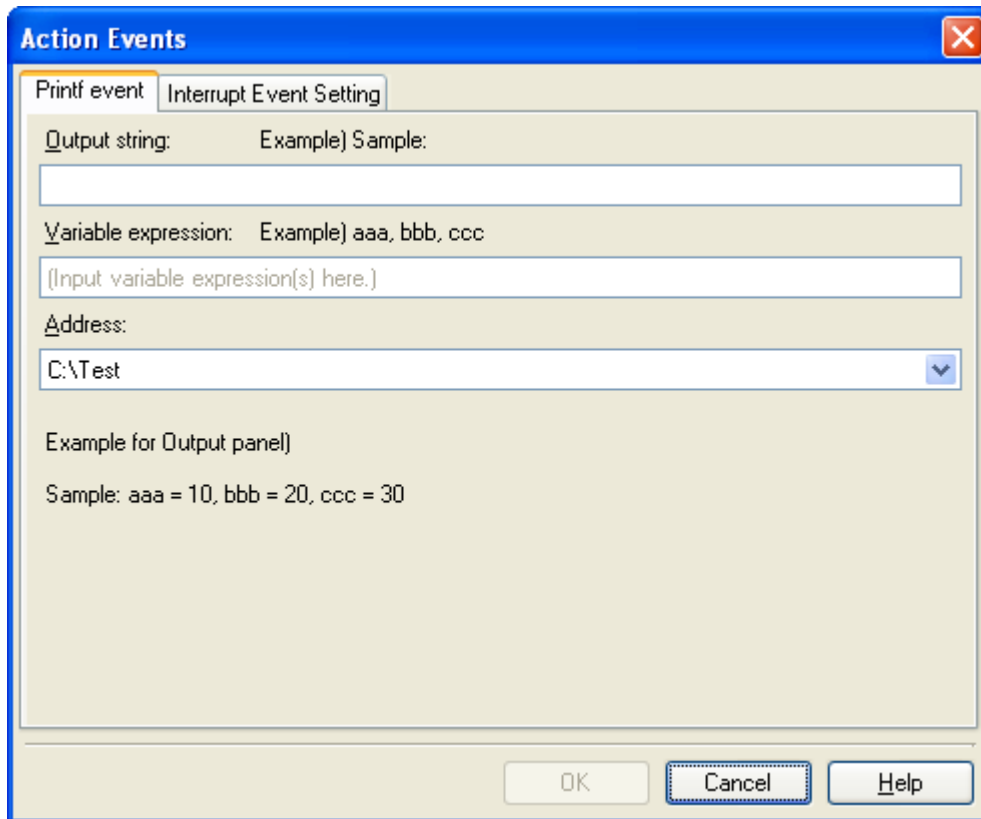 Action Events
Printf event Interrupt Event Setting
Output string: Example) Sample:
Variable expression: Example) aaa, bbb, ccc
(Input variable expression(s) here.)
Address:
C:\Test
Example for Output panel)
Sample: aaa = 10, bbb = 20, ccc = 30
OK Cancel Help